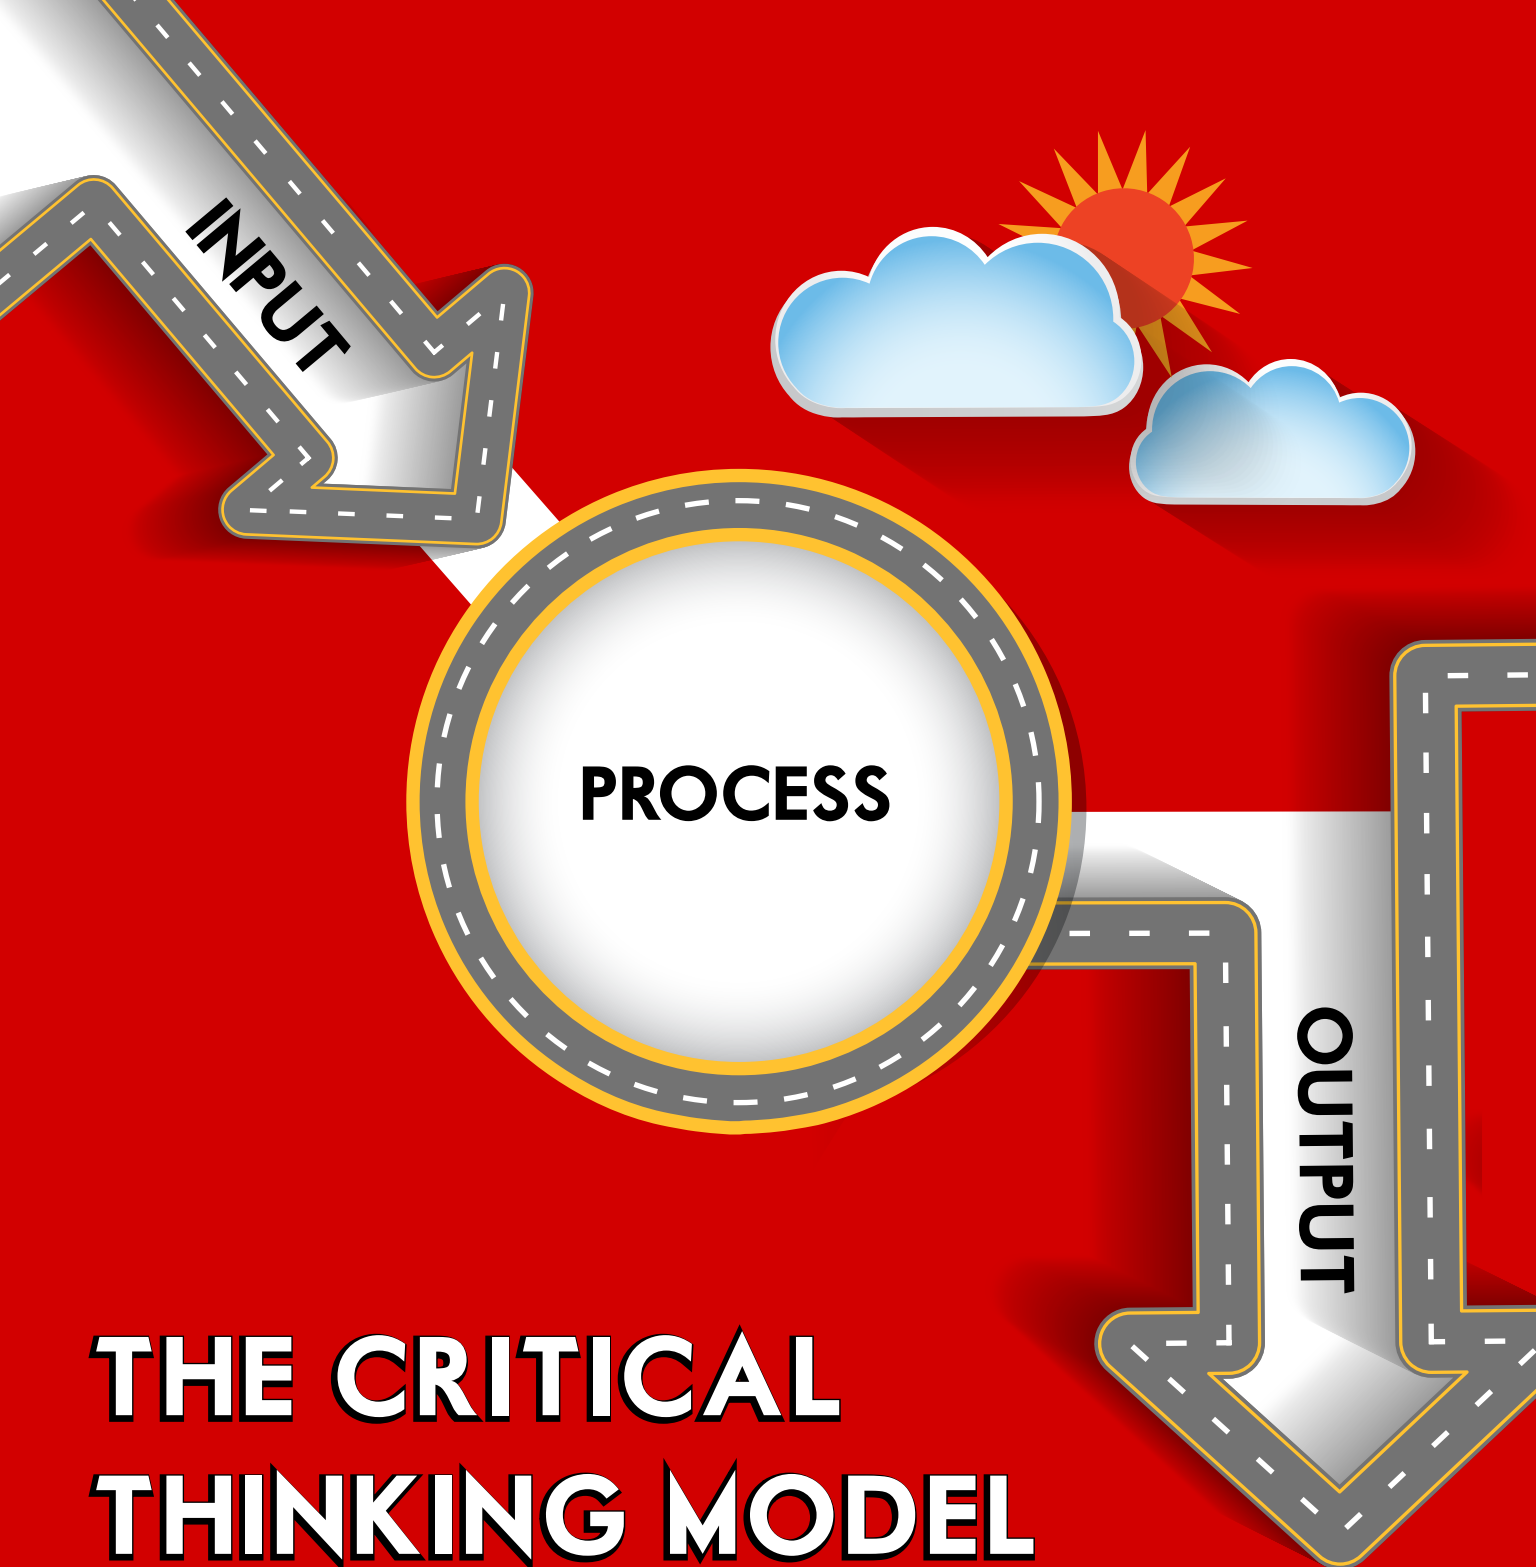 INPUT
PROCESS
OUTPUT
THE CRITICAL
THINKING MODEL